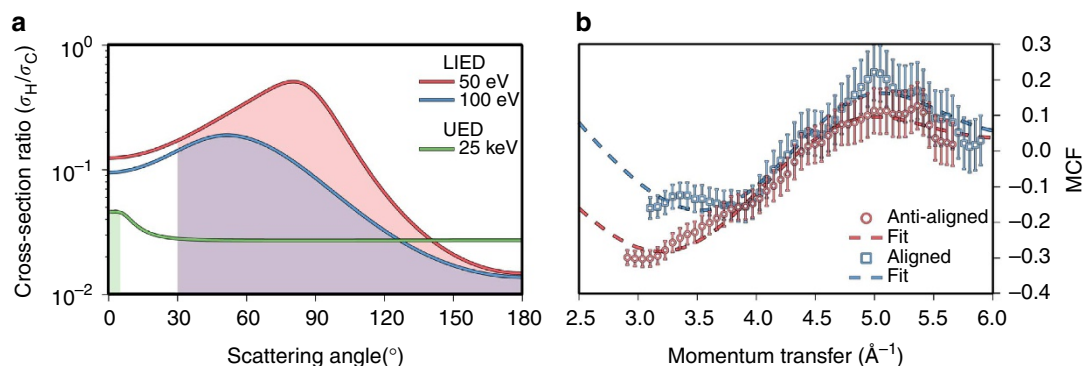 a
Cross-section ratio (σH/σC)
10⁰
10⁻¹
10⁻²
LIED
50 eV
100 eV
UED
25 keV
0 30 60 90 120 150 180
Scattering angle(°)
b
0.3
0.2
0.1
0.0
−0.1
−0.2
−0.3
−0.4
MCF
Anti-aligned
Fit
Aligned
Fit
2.5 3.0 3.5 4.0 4.5 5.0 5.5 6.0
Momentum transfer (Å⁻¹)